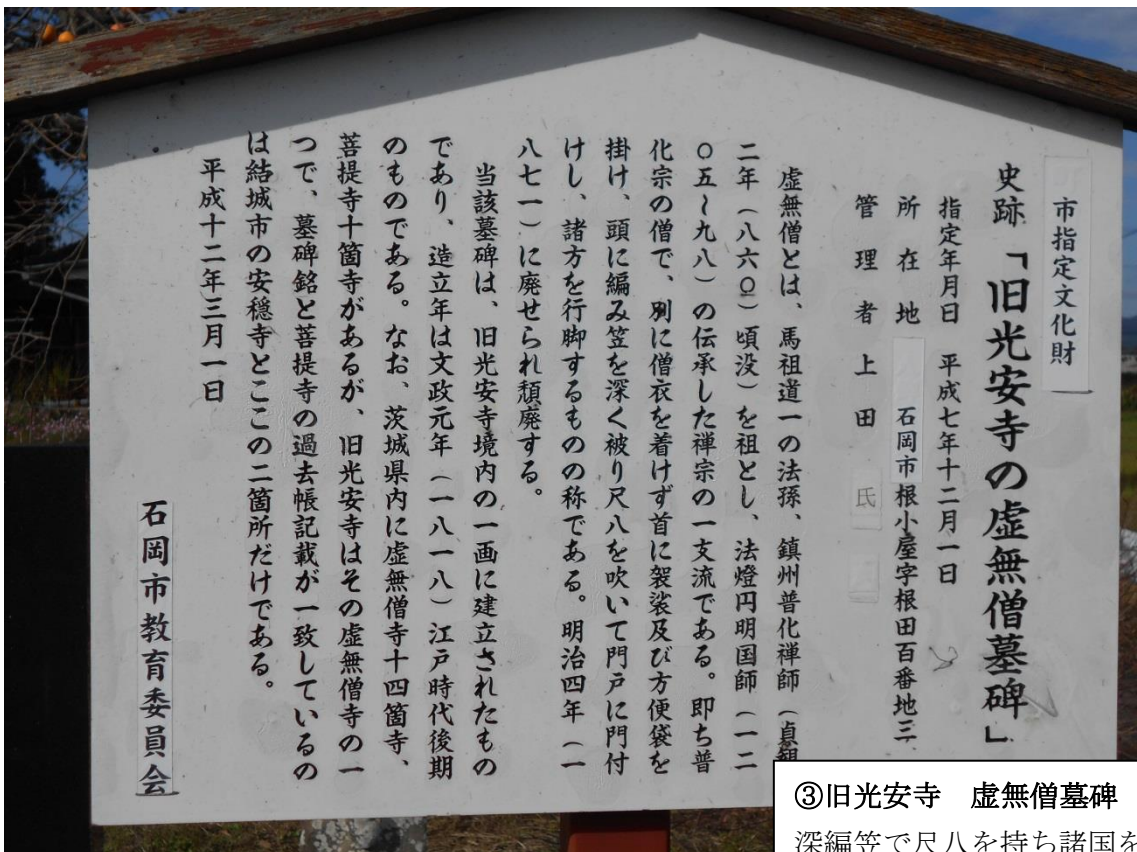 市指定文化財
史跡「旧光安寺の虚無僧墓碑」
指定年月日 平成七年十二月一日
所在地 石岡市根小屋字根田百番地三
管理者 上田 氏
虚無僧とは、馬祖道一の法孫、鎮州普化禅師(真観
二年(八六〇)頃没)を祖とし、法燈円明国師(一二
〇五~九八)の伝承した禅宗の一支流である。即ち普
化宗の僧で、別に僧衣を着けず首に袈裟及び方便袋を
掛け、頭に編み笠を深く被り尺八を吹いて門戸に門付
けし、諸方を行脚するものの称である。明治四年(一
八七一)に廃せられ頽廃する。
当該墓碑は、旧光安寺境内の一画に建立されたもの
であり、造立年は文政元年(一八一八)江戸時代後期
のものである。なお、茨城県内に虚無僧寺十四箇寺、
菩提寺十箇寺があるが、旧光安寺はその虚無僧寺の一
つで、墓碑銘と菩提寺の過去帳記載が一致しているの
は結城市の安穏寺とここの二箇所だけである。
平成十二年三月一日
石岡市教育委員会
③旧光安寺 虚無僧墓碑
深編笠で尺八を持ち諸国を